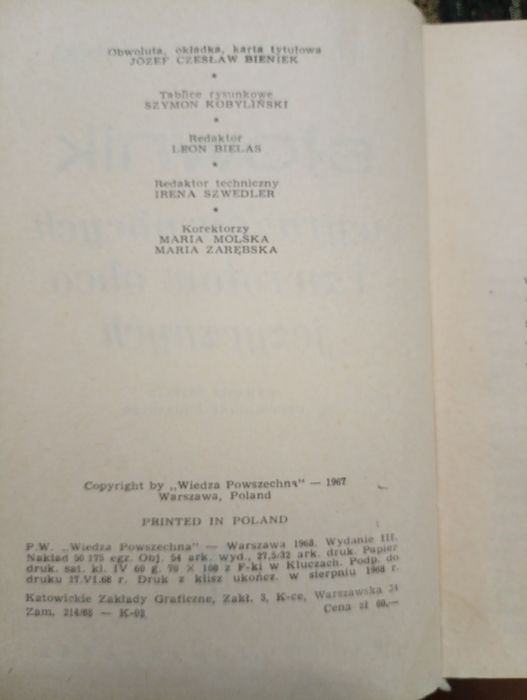 Obwoluta, okładka, karta tytułowa
JÓZEF CZESŁAW BIENIEK
*
Tablice rysunkowe
SZYMON KOBYLIŃSKI
*
Redaktor
LEON BIELAS
*
Redaktor techniczny
IRENA SZWEDLER
*
Korektorzy
MARIA MOLSKA
MARIA ZARĘBSKA
Copyright by „Wiedza Powszechna" — 1967
Warszawa, Poland
PRINTED IN POLAND
P.W. „Wiedza Powszechna" — Warszawa 1968. Wydanie III.
Nakład 50 175 egz. Obj. 54 ark. wyd., 27,5/32 ark. druk. Papier
druk. sat. kl. IV 60 g. 70 × 100 z F-ki w Kluczach. Podp. do
druku 17.VI.68 r. Druk z klisz ukończ. w sierpniu 1968 r.
Katowickie Zakłady Graficzne, Zakł. 3, K-ce, Warszawska 34
Zam. 214/68 — K-02 Cena zł 60,—